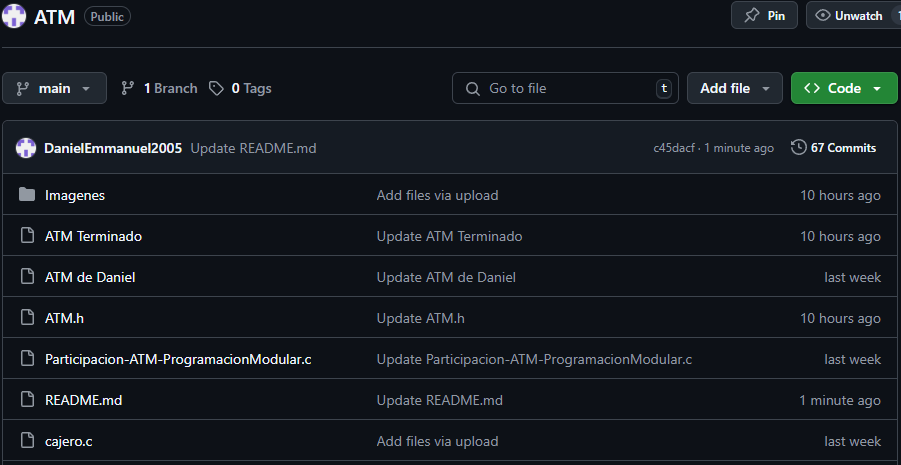 ATM Public Pin Unwatch 1
main 1 Branch 0 Tags Go to file t Add file Code
DanielEmmanuel2005 Update README.md c45dacf · 1 minute ago 67 Commits
Imagenes Add files via upload 10 hours ago
ATM Terminado Update ATM Terminado 10 hours ago
ATM de Daniel Update ATM de Daniel last week
ATM.h Update ATM.h 10 hours ago
Participacion-ATM-ProgramacionModular.c Update Participacion-ATM-ProgramacionModular.c last week
README.md Update README.md 1 minute ago
cajero.c Add files via upload last week